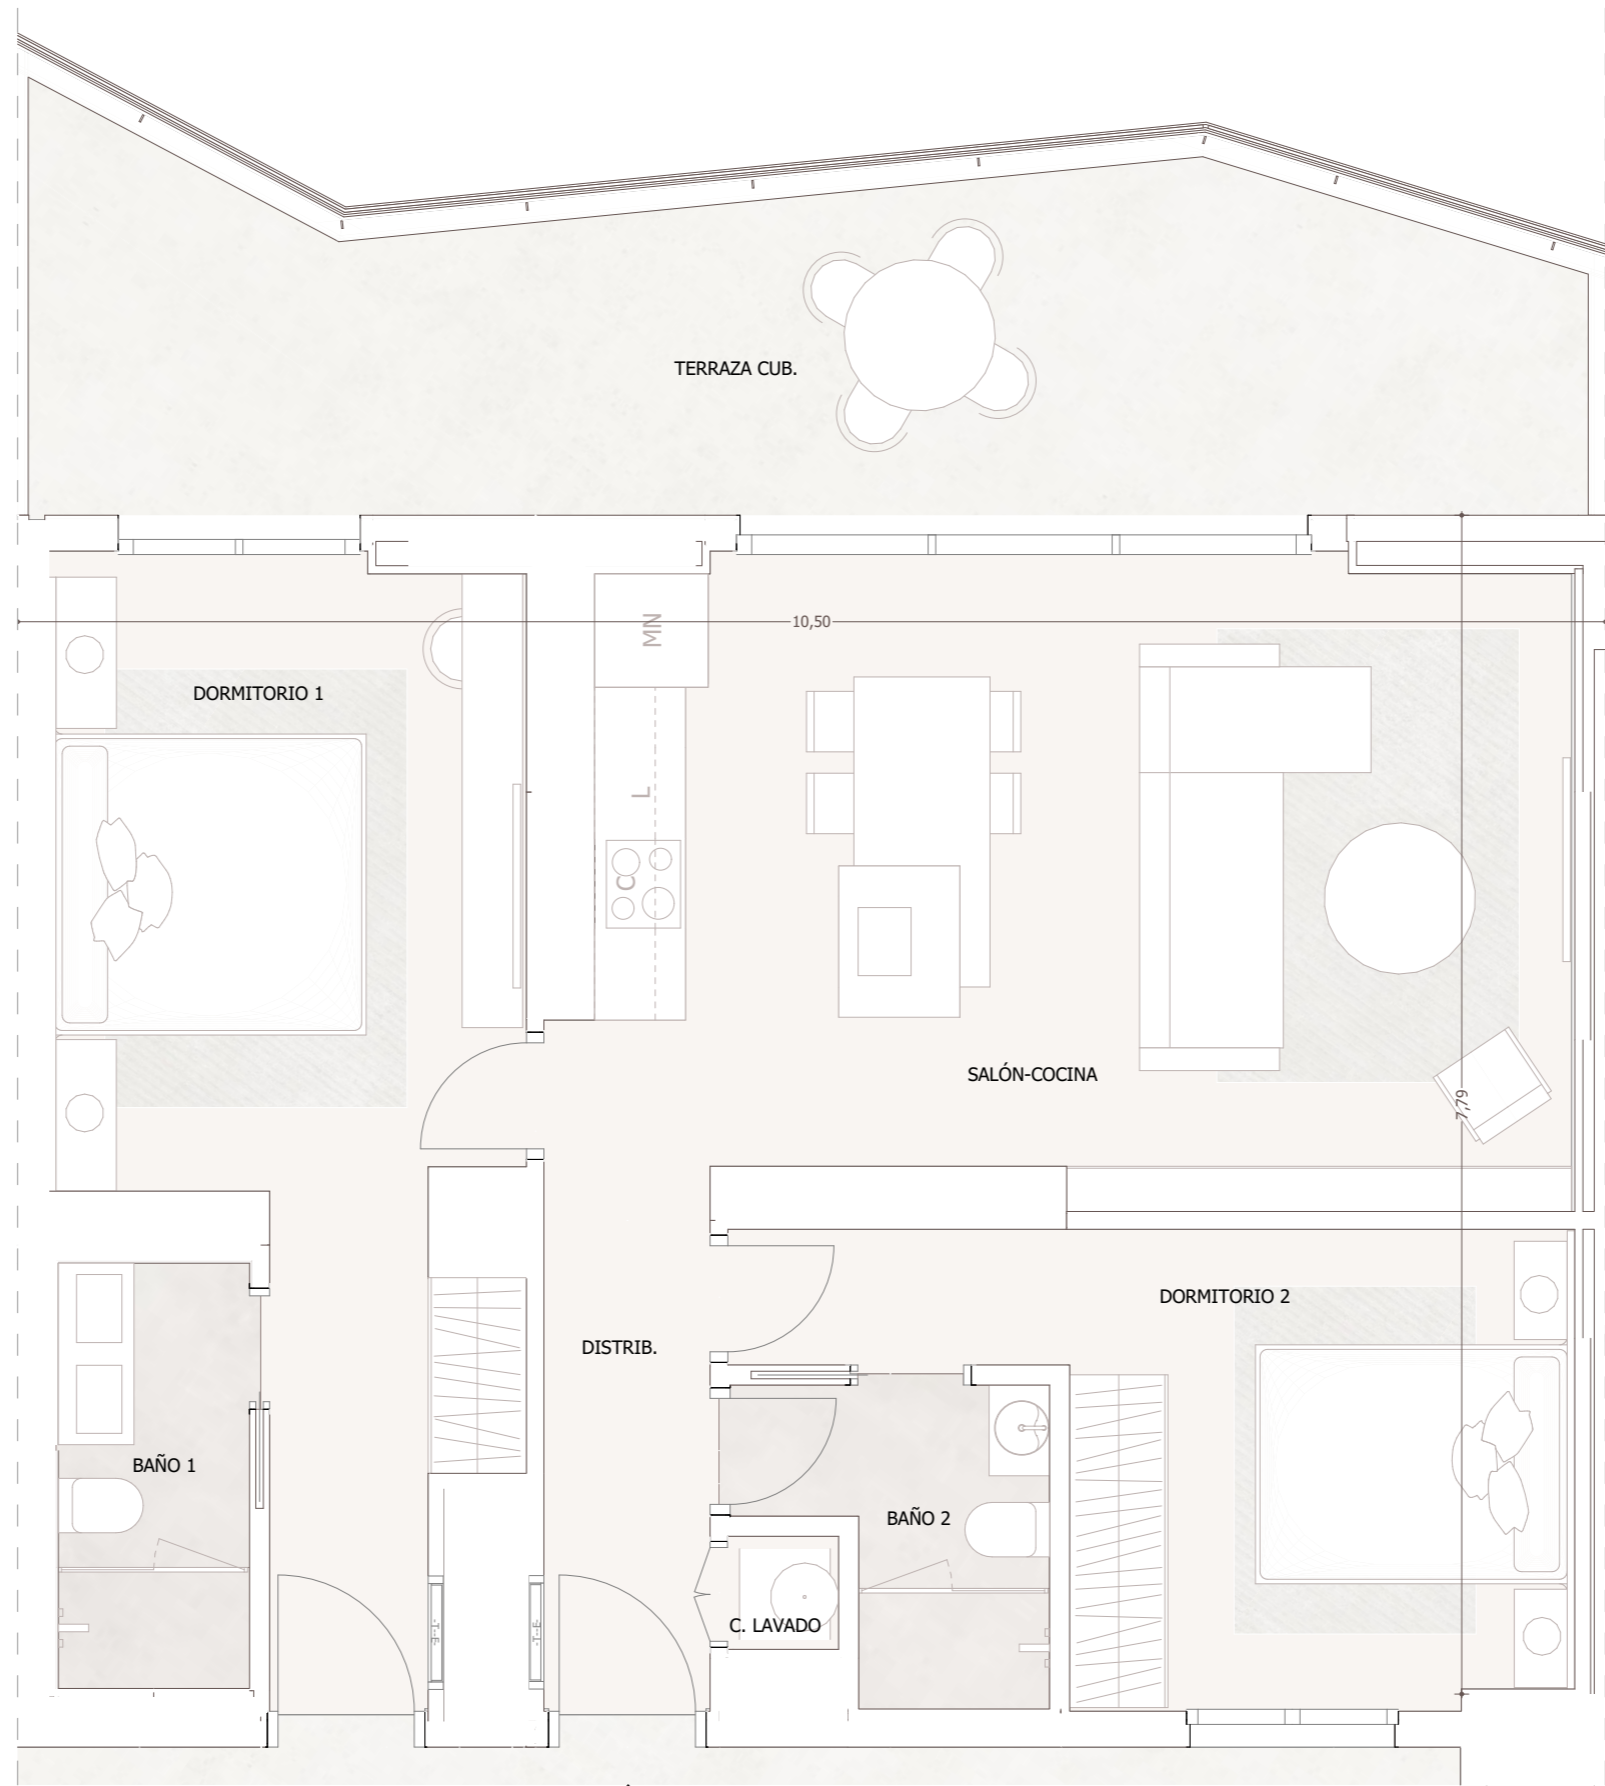 TERRAZA CUB.
10,50
MN
DORMITORIO 1
L
C
SALÓN-COCINA
7,79
DORMITORIO 2
DISTRIB.
BAÑO 1
BAÑO 2
C. LAVADO